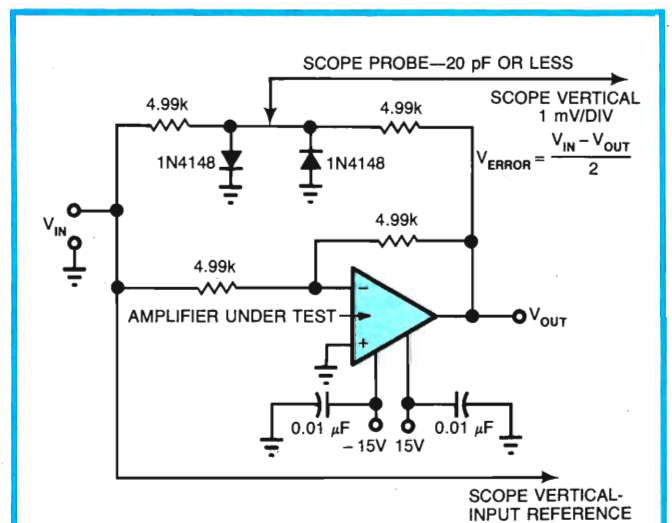 SCOPE PROBE—20 pF OR LESS
4.99k
4.99k
SCOPE VERTICAL
1 mV/DIV
1N4148
1N4148
V_ERROR = (V_IN − V_OUT) / 2
V_IN
4.99k
4.99k
−
AMPLIFIER UNDER TEST
V_OUT
+
0.01 μF
− 15V
15V
0.01 μF
SCOPE VERTICAL-
INPUT REFERENCE